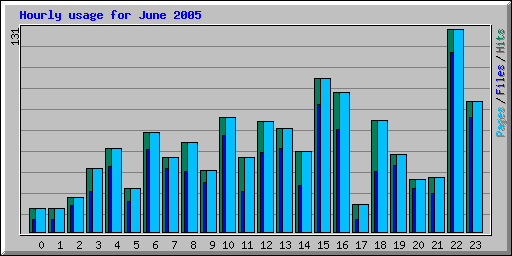 Hourly usage for June 2005
131
Pages/Files/Hits
0 1 2 3 4 5 6 7 8 9 10 11 12 13 14 15 16 17 18 19 20 21 22 23